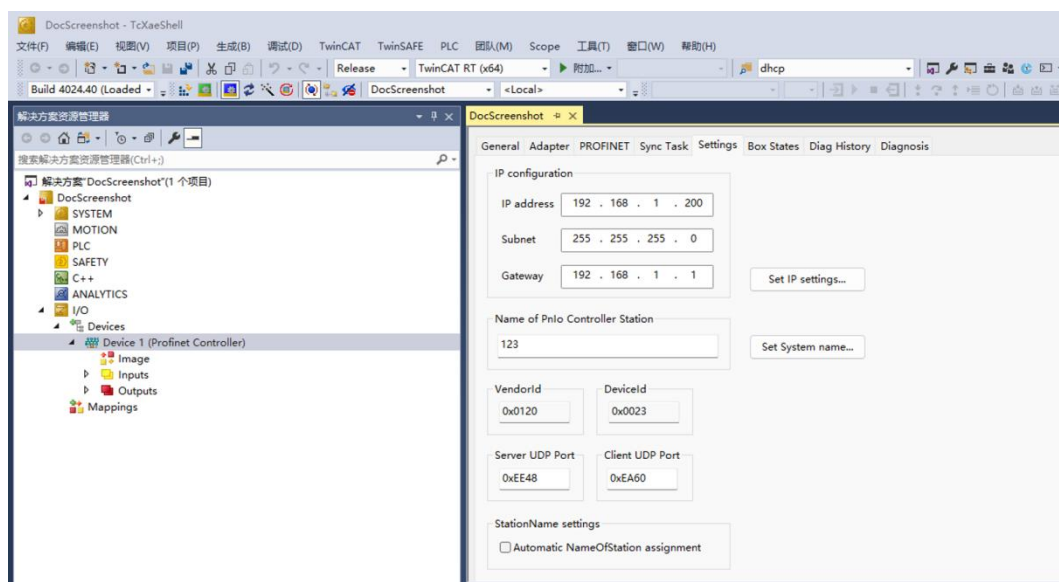 DocScreenshot - TcXaeShell
文件(F) 编辑(E) 视图(V) 项目(P) 生成(B) 调试(D) TwinCAT TwinSAFE PLC 团队(M) Scope 工具(T) 窗口(W) 帮助(H)
Release TwinCAT RT (x64) 附加... dhcp
Build 4024.40 (Loaded DocScreenshot <Local>
解决方案资源管理器
搜索解决方案资源管理器(Ctrl+;)
解决方案"DocScreenshot"(1 个项目)
DocScreenshot
SYSTEM
MOTION
PLC
SAFETY
C++
ANALYTICS
I/O
Devices
Device 1 (Profinet Controller)
Image
Inputs
Outputs
Mappings
DocScreenshot
General Adapter PROFINET Sync Task Settings Box States Diag History Diagnosis
IP configuration
IP address 192 . 168 . 1 . 200
Subnet 255 . 255 . 255 . 0
Gateway 192 . 168 . 1 . 1 Set IP settings...
Name of PnIo Controller Station
123 Set System name...
VendorId DeviceId
0x0120 0x0023
Server UDP Port Client UDP Port
0xEE48 0xEA60
StationName settings
Automatic NameOfStation assignment